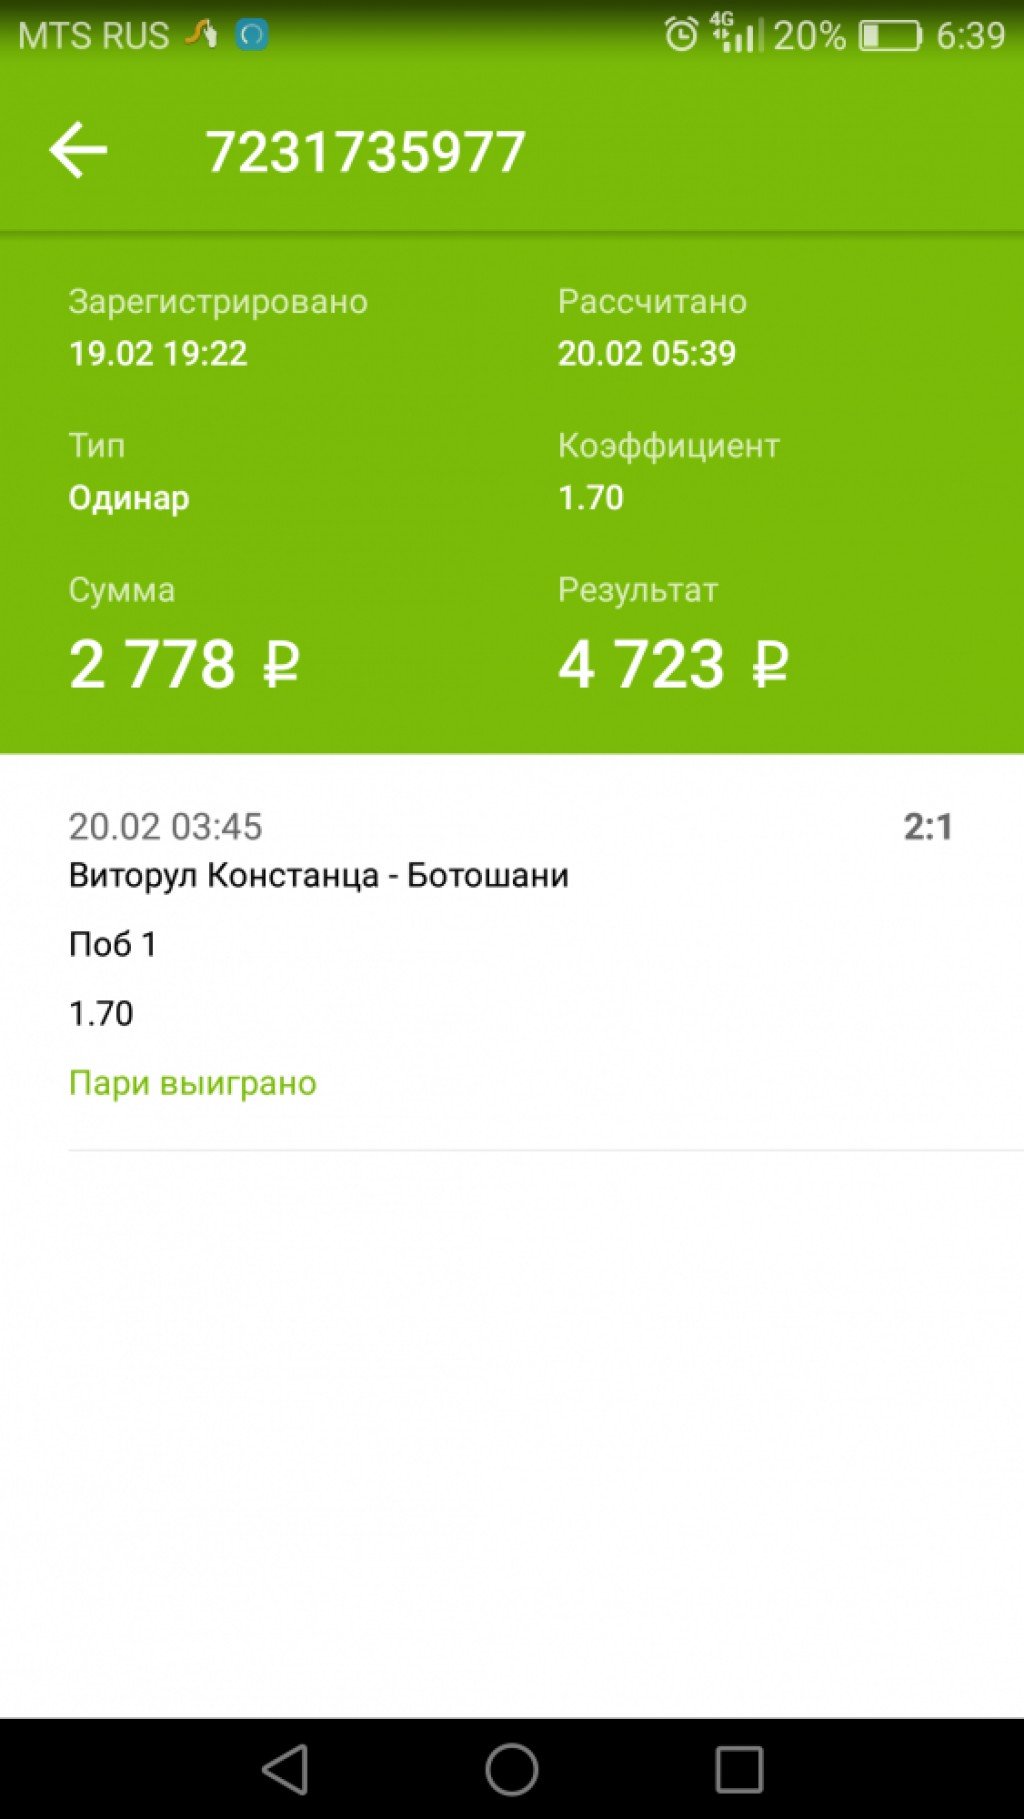 MTS RUS 4G 20% 6:39
7231735977
Зарегистрировано Рассчитано
19.02 19:22 20.02 05:39
Тип Коэффициент
Одинар 1.70
Сумма Результат
2 778 ₽ 4 723 ₽
20.02 03:45 2:1
Виторул Констанца - Ботошани
Поб 1
1.70
Пари выиграно